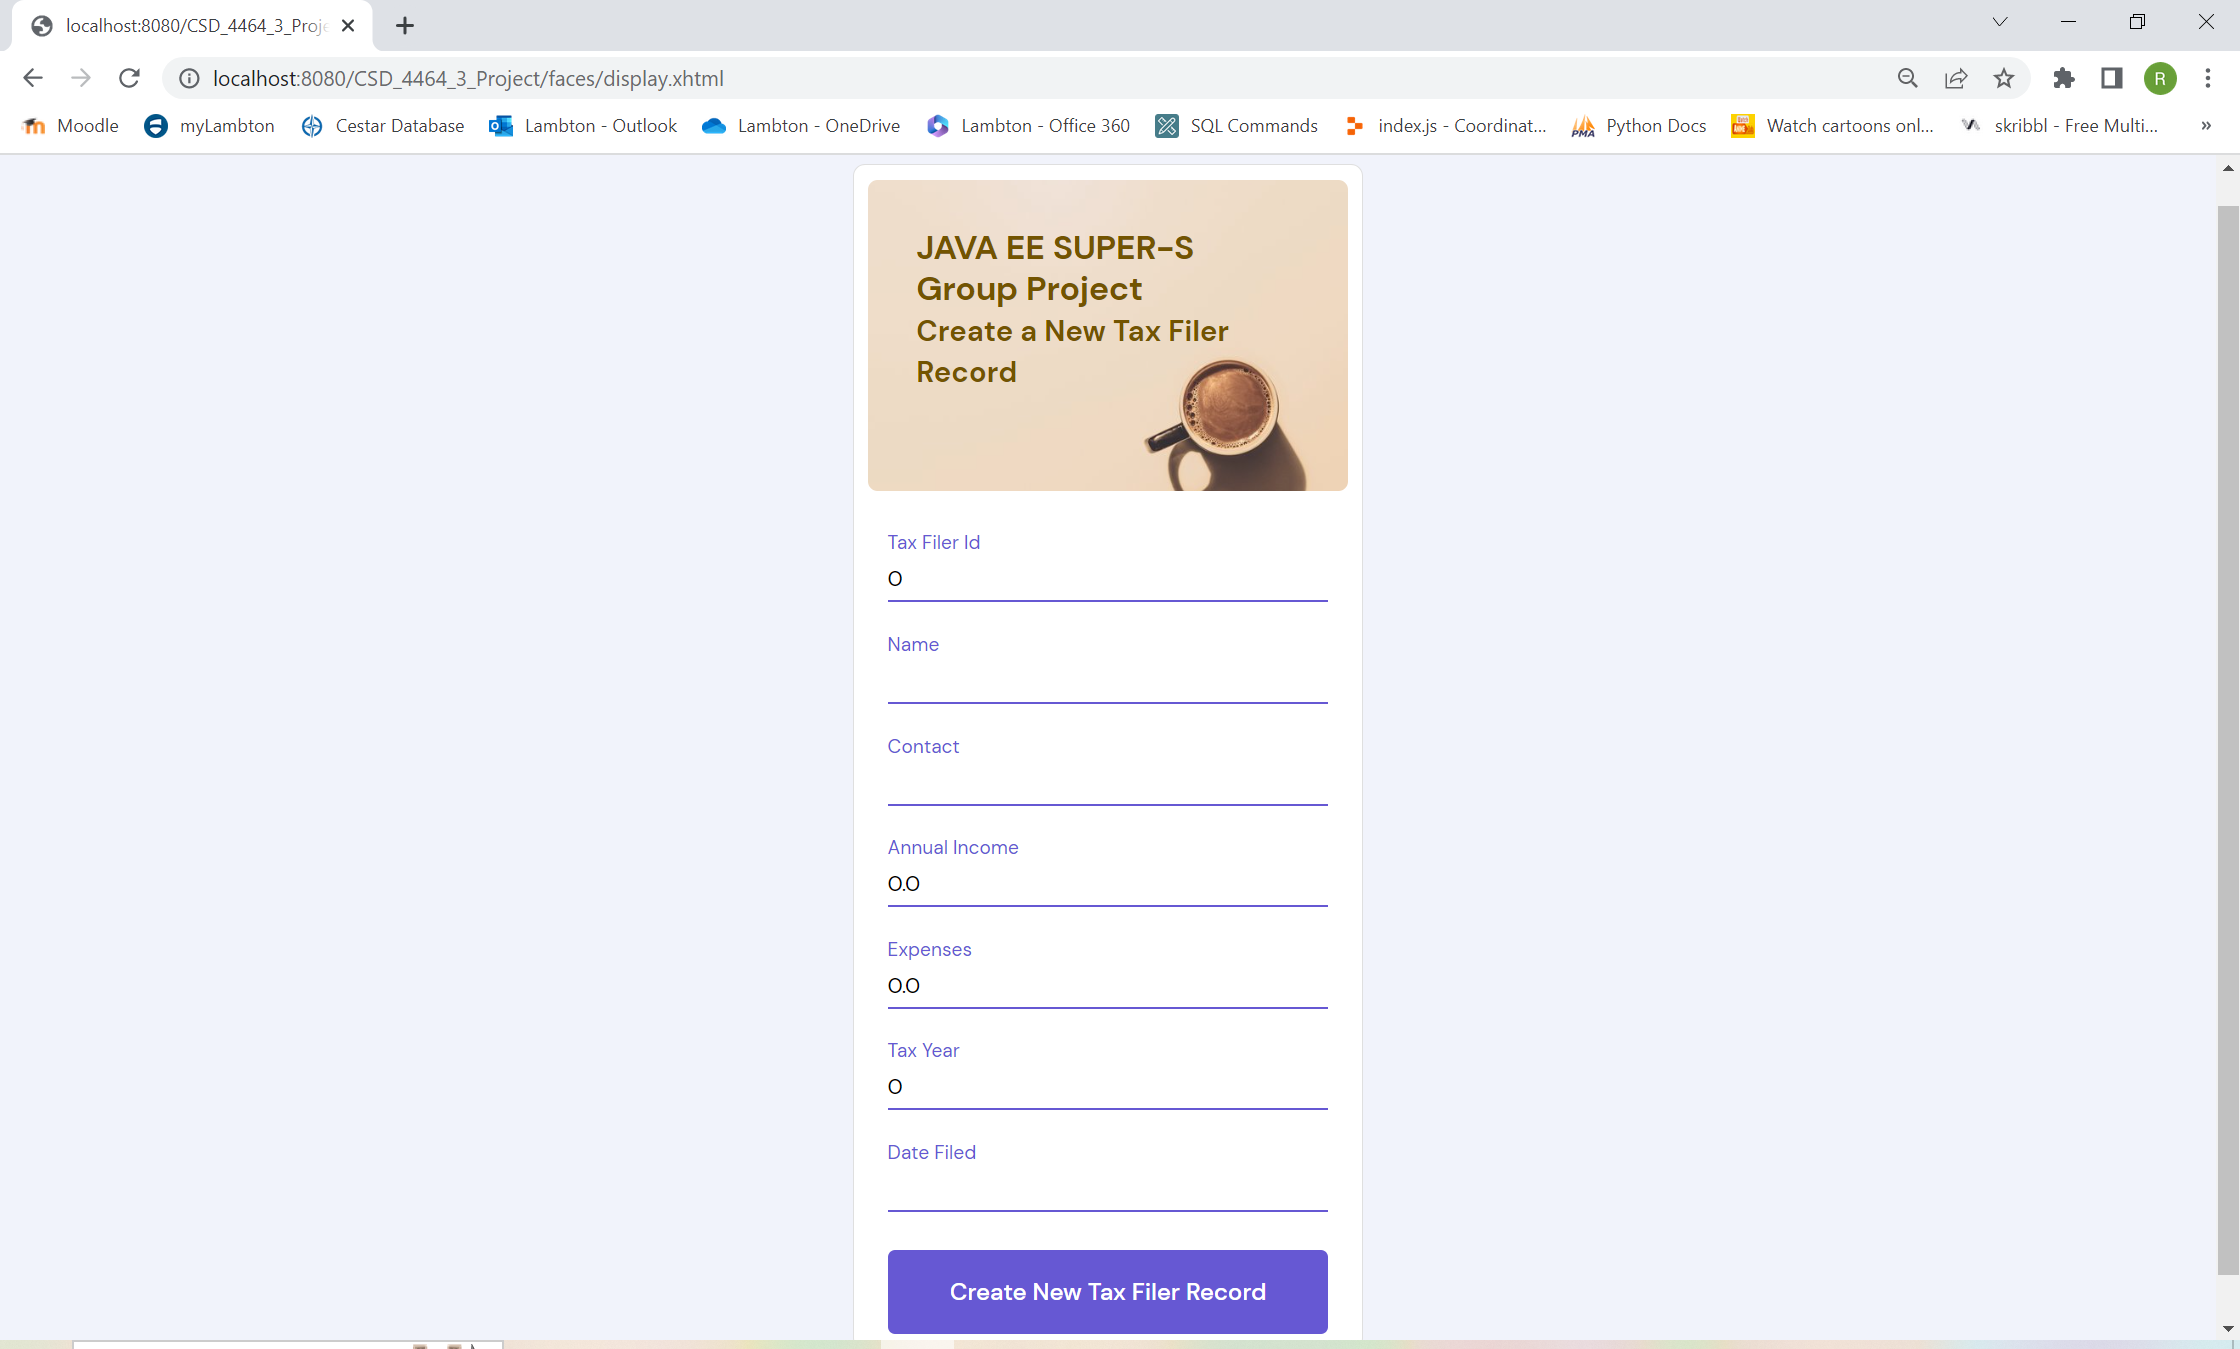 localhost:8080/CSD_4464_3_Proje
localhost:8080/CSD_4464_3_Project/faces/display.xhtml
R
Moodle
myLambton
Cestar Database
Lambton - Outlook
Lambton - OneDrive
Lambton - Office 360
SQL Commands
index.js - Coordinat...
PMA
Python Docs
Watch cartoons onl...
skribbl - Free Multi...
»
JAVA EE SUPER-S
Group Project
Create a New Tax Filer
Record
Tax Filer Id
0
Name
Contact
Annual Income
0.0
Expenses
0.0
Tax Year
0
Date Filed
Create New Tax Filer Record